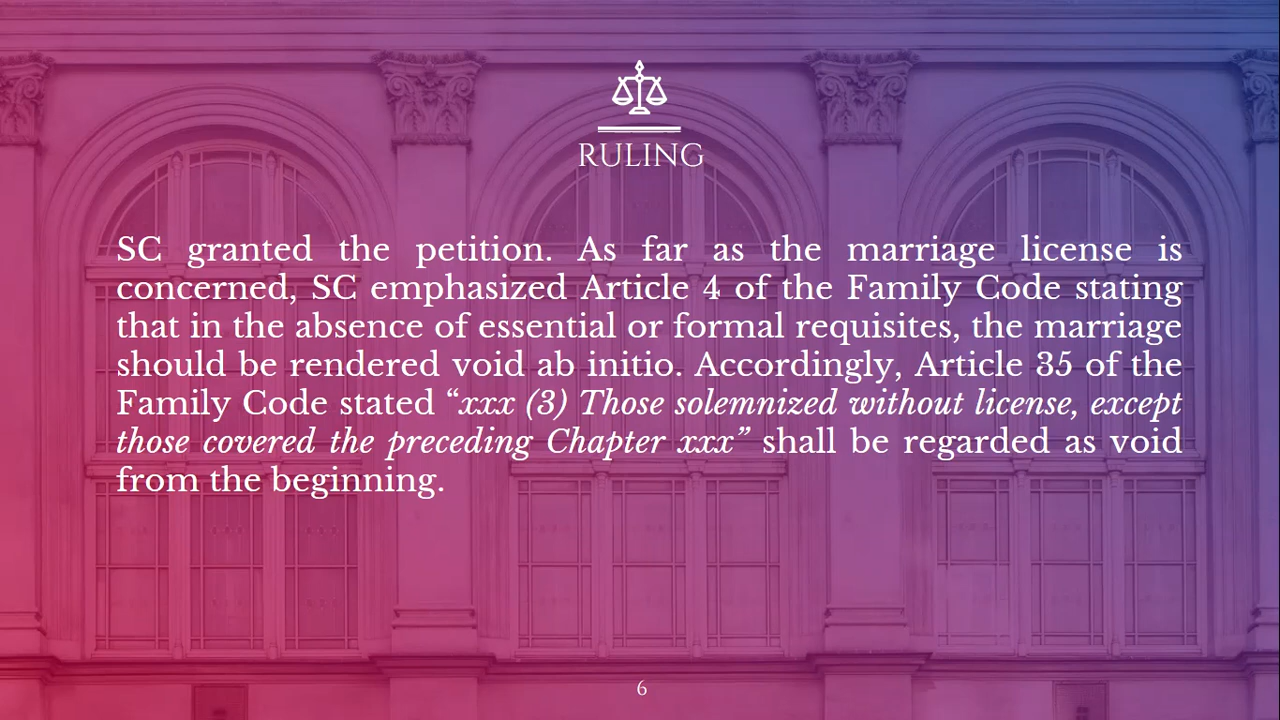 RULING
SC granted the petition. As far as the marriage license is
concerned, SC emphasized Article 4 of the Family Code stating
that in the absence of essential or formal requisites, the marriage
should be rendered void ab initio. Accordingly, Article 35 of the
Family Code stated “xxx (3) Those solemnized without license, except
those covered the preceding Chapter xxx” shall be regarded as void
from the beginning.
6